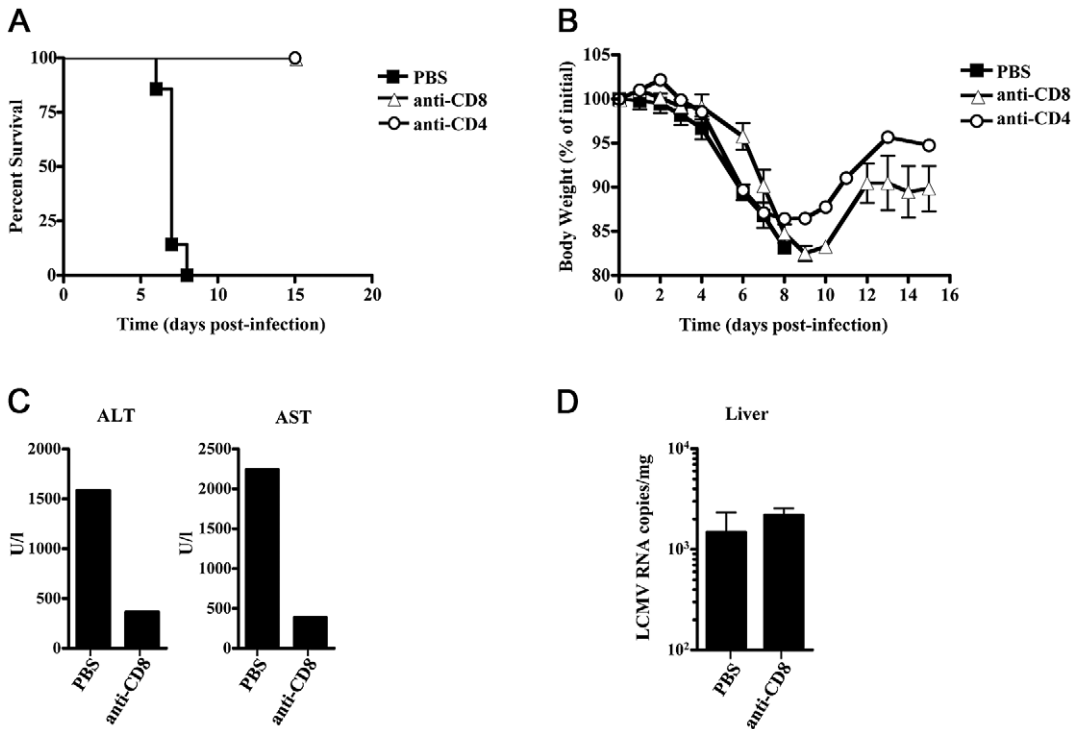 A
Percent Survival
100
75
50
25
0
0
5
10
15
20
Time (days post-infection)
PBS
anti-CD8
anti-CD4
B
Body Weight (% of initial)
105
100
95
90
85
80
0
2
4
6
8
10
12
14
16
Time (days post-infection)
PBS
anti-CD8
anti-CD4
C
ALT
U/l
2000
1500
1000
500
0
PBS
anti-CD8
AST
U/l
2500
2000
1500
1000
500
0
PBS
anti-CD8
D
Liver
LCMV RNA copies/mg
10⁴
10³
10²
PBS
anti-CD8